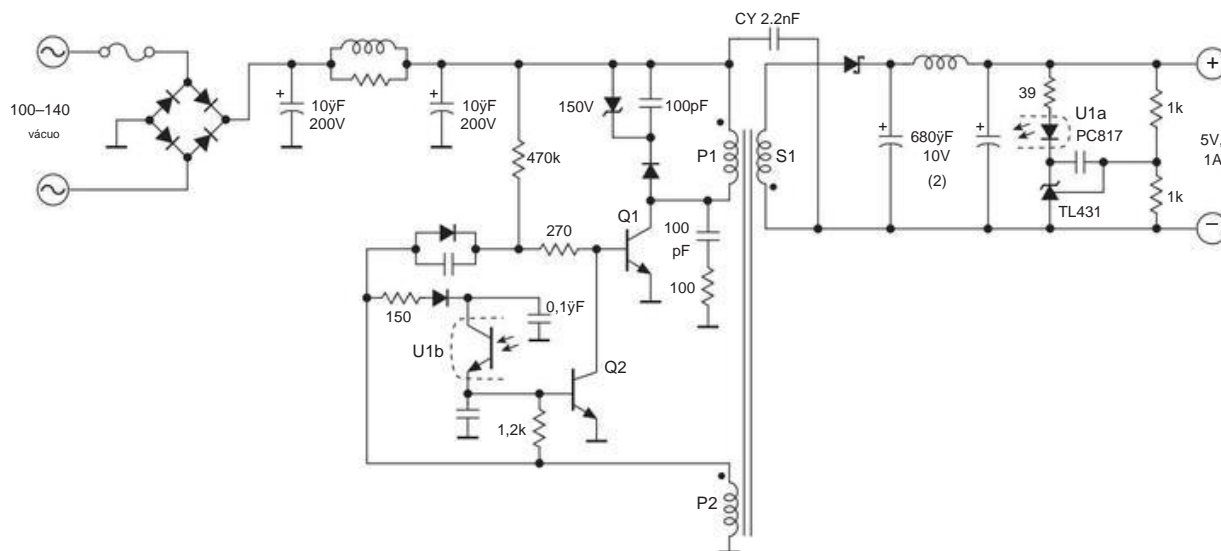 CY 2.2nF
100–140
vácuo
+
10ÿF
200V
+
10ÿF
200V
150V
100pF
470k
P1
S1
+
680ÿF
10V
(2)
+
39
U1a
PC817
TL431
1k
1k
+
5V,
1A
−
270
Q1
100
pF
100
150
0,1ÿF
U1b
Q2
1,2k
P2